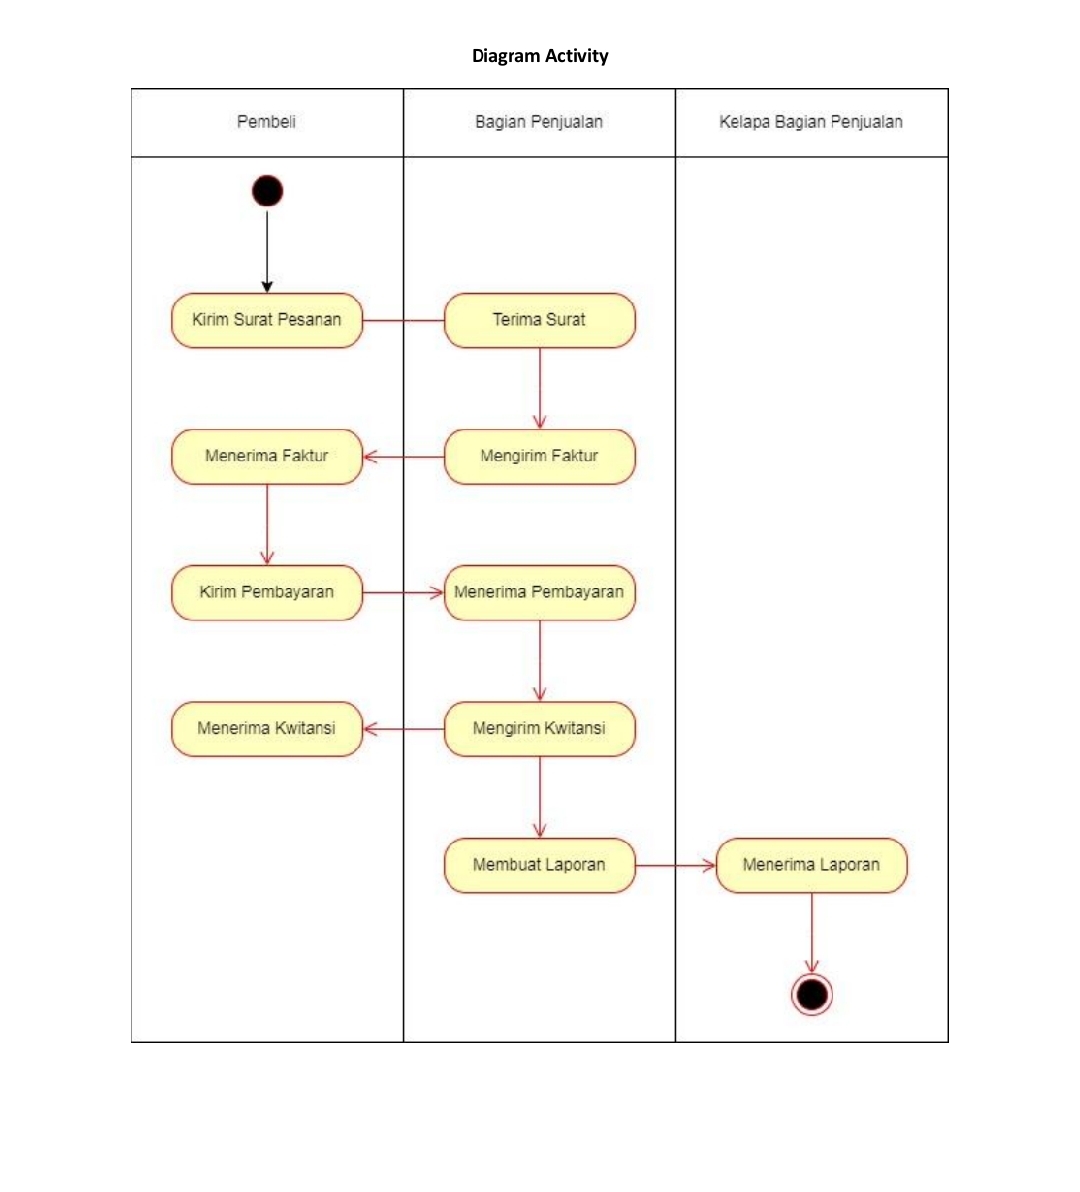 Diagram Activity
Pembeli
Bagian Penjualan
Kelapa Bagian Penjualan
Kirim Surat Pesanan
Terima Surat
Menerima Faktur
Mengirim Faktur
Kirim Pembayaran
Menerima Pembayaran
Menerima Kwitansi
Mengirim Kwitansi
Membuat Laporan
Menerima Laporan